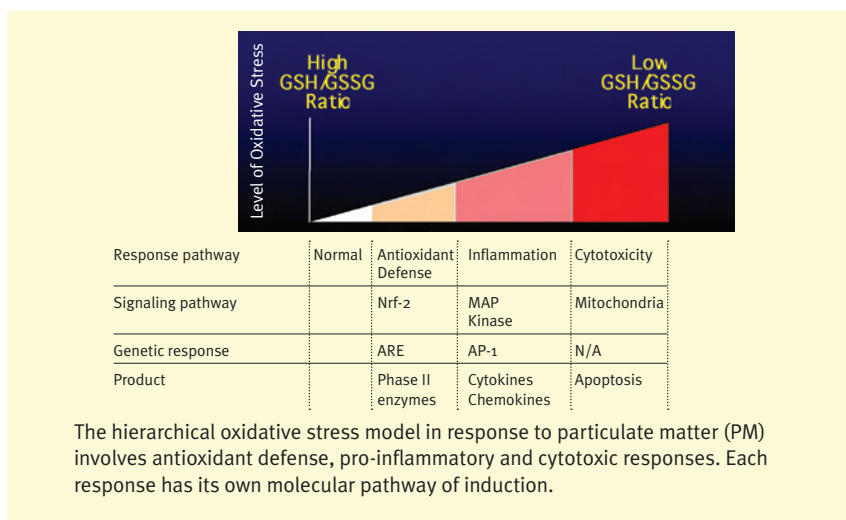 Level of Oxidative Stress
High
GSH/GSSG
Ratio
Low
GSH/GSSG
Ratio
Response pathway Normal Antioxidant Defense Inflammation Cytotoxicity
Signaling pathway Nrf-2 MAP Kinase Mitochondria
Genetic response ARE AP-1 N/A
Product Phase II enzymes Cytokines Chemokines Apoptosis
The hierarchical oxidative stress model in response to particulate matter (PM)
involves antioxidant defense, pro-inflammatory and cytotoxic responses. Each
response has its own molecular pathway of induction.